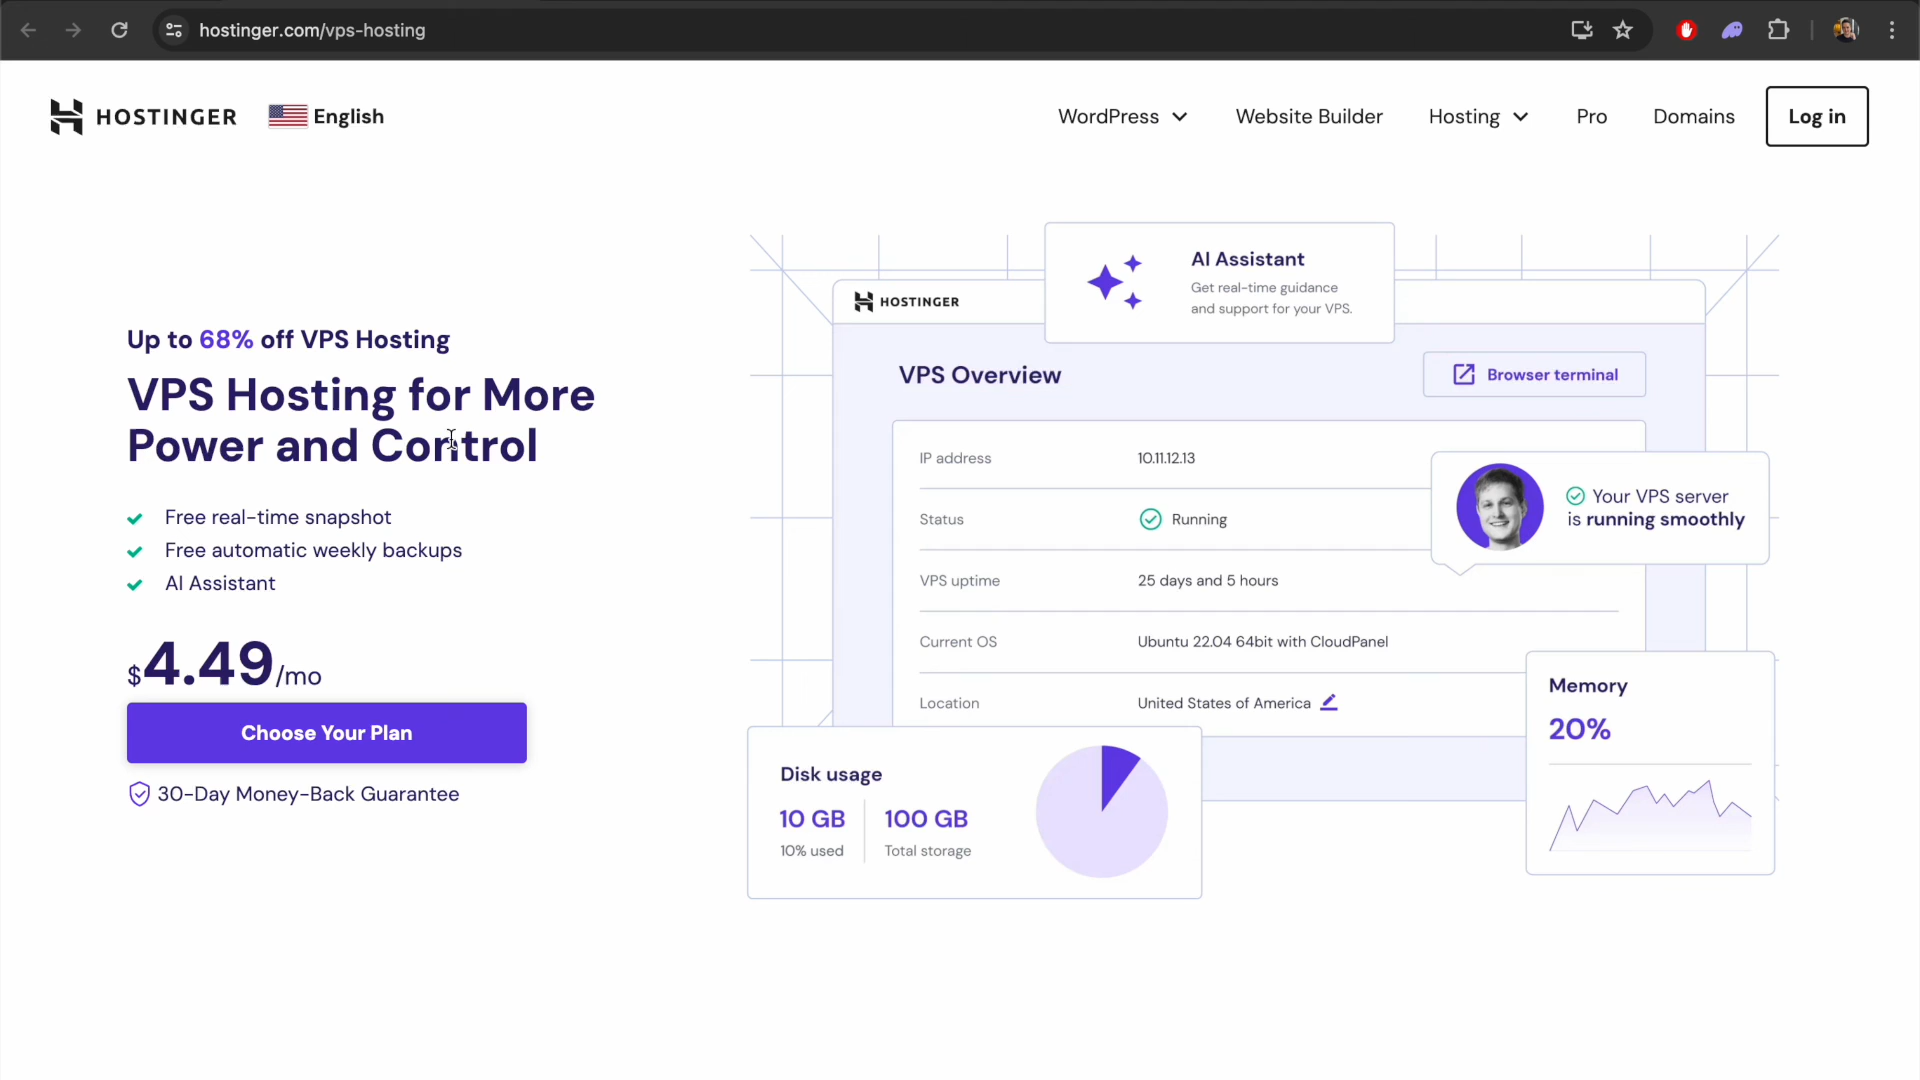 hostinger.com/vps-hosting
HOSTINGER
English
WordPress
Website Builder
Hosting
Pro
Domains
Log in
Up to 68% off VPS Hosting
VPS Hosting for More
Power and Control
Free real-time snapshot
Free automatic weekly backups
AI Assistant
$4.49/mo
Choose Your Plan
30-Day Money-Back Guarantee
AI Assistant
Get real-time guidance
and support for your VPS.
HOSTINGER
VPS Overview
Browser terminal
IP address 10.11.12.13
Status Running
VPS uptime 25 days and 5 hours
Current OS Ubuntu 22.04 64bit with CloudPanel
Location United States of America
Your VPS server
is running smoothly
Memory
20%
Disk usage
10 GB 100 GB
10% used Total storage